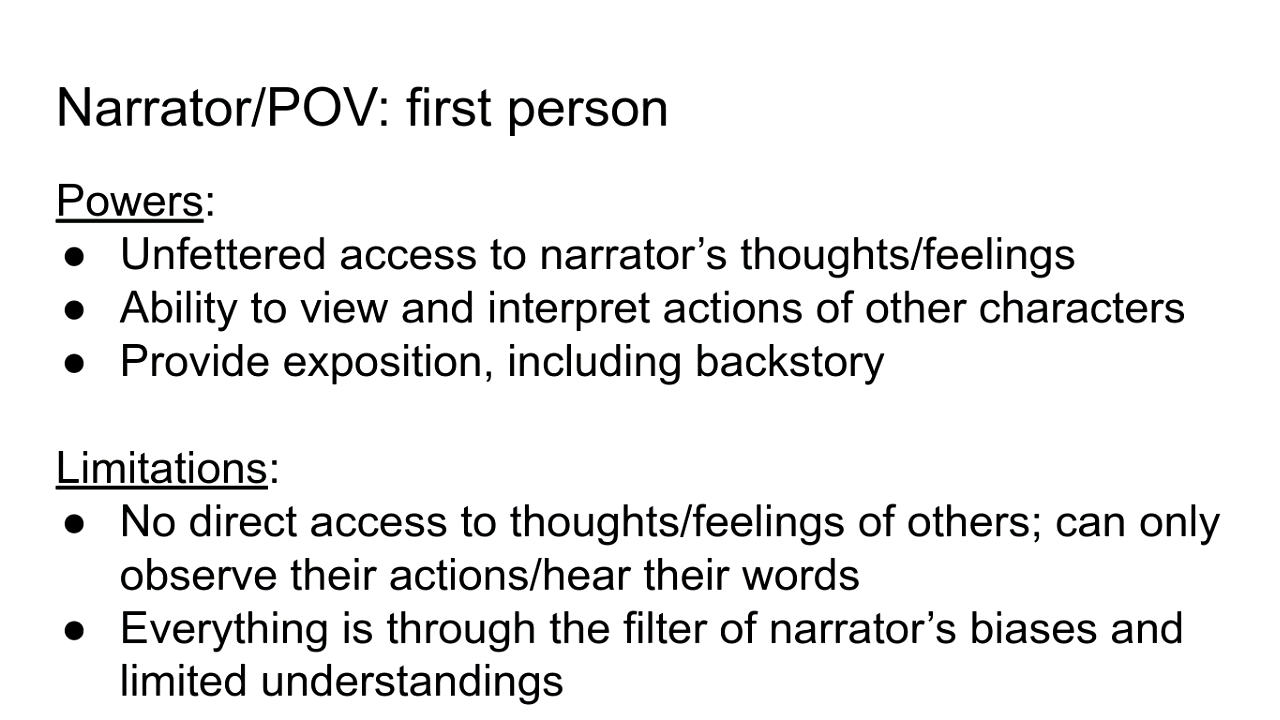 Narrator/POV: first person
Powers:
● Unfettered access to narrator’s thoughts/feelings
● Ability to view and interpret actions of other characters
● Provide exposition, including backstory
Limitations:
● No direct access to thoughts/feelings of others; can only
observe their actions/hear their words
● Everything is through the filter of narrator’s biases and
limited understandings